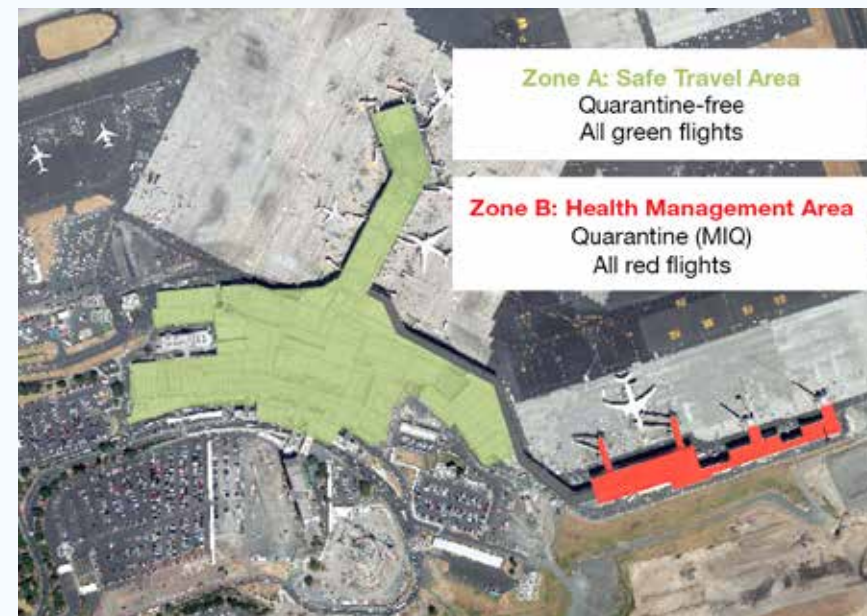 Zone A: Safe Travel Area
Quarantine-free
All green flights
Zone B: Health Management Area
Quarantine (MIQ)
All red flights